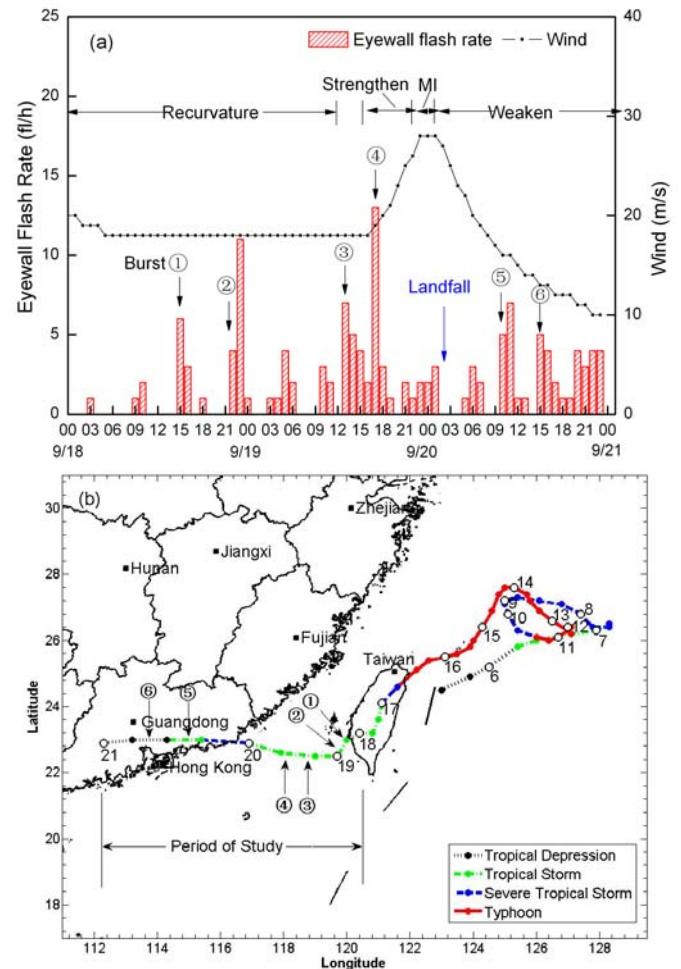 (a)
Eyewall flash rate
Wind
Strengthen MI
Recurvature
Weaken
④
Burst ①
②
③
⑤
⑥
Landfall
Eyewall Flash Rate (fl/h)
0
5
10
15
20
25
Wind (m/s)
0
10
20
30
40
00 03 06 09 12 15 18 21 00 03 06 09 12 15 18 21 00 03 06 09 12 15 18 21 00
9/18 9/19 9/20 9/21
(b)
Zhejiang
Jiangxi
Hunan
Fujian
Taiwan
Guangdong
Hong Kong
14
9
10
13
8
15
12
7
11
16
6
17
18
①
②
19
⑥ ⑤
21
20
④ ③
Period of Study
Tropical Depression
Tropical Storm
Severe Tropical Storm
Typhoon
Latitude
30
28
26
24
22
20
18
112 114 116 118 120 122 124 126 128
Longitude